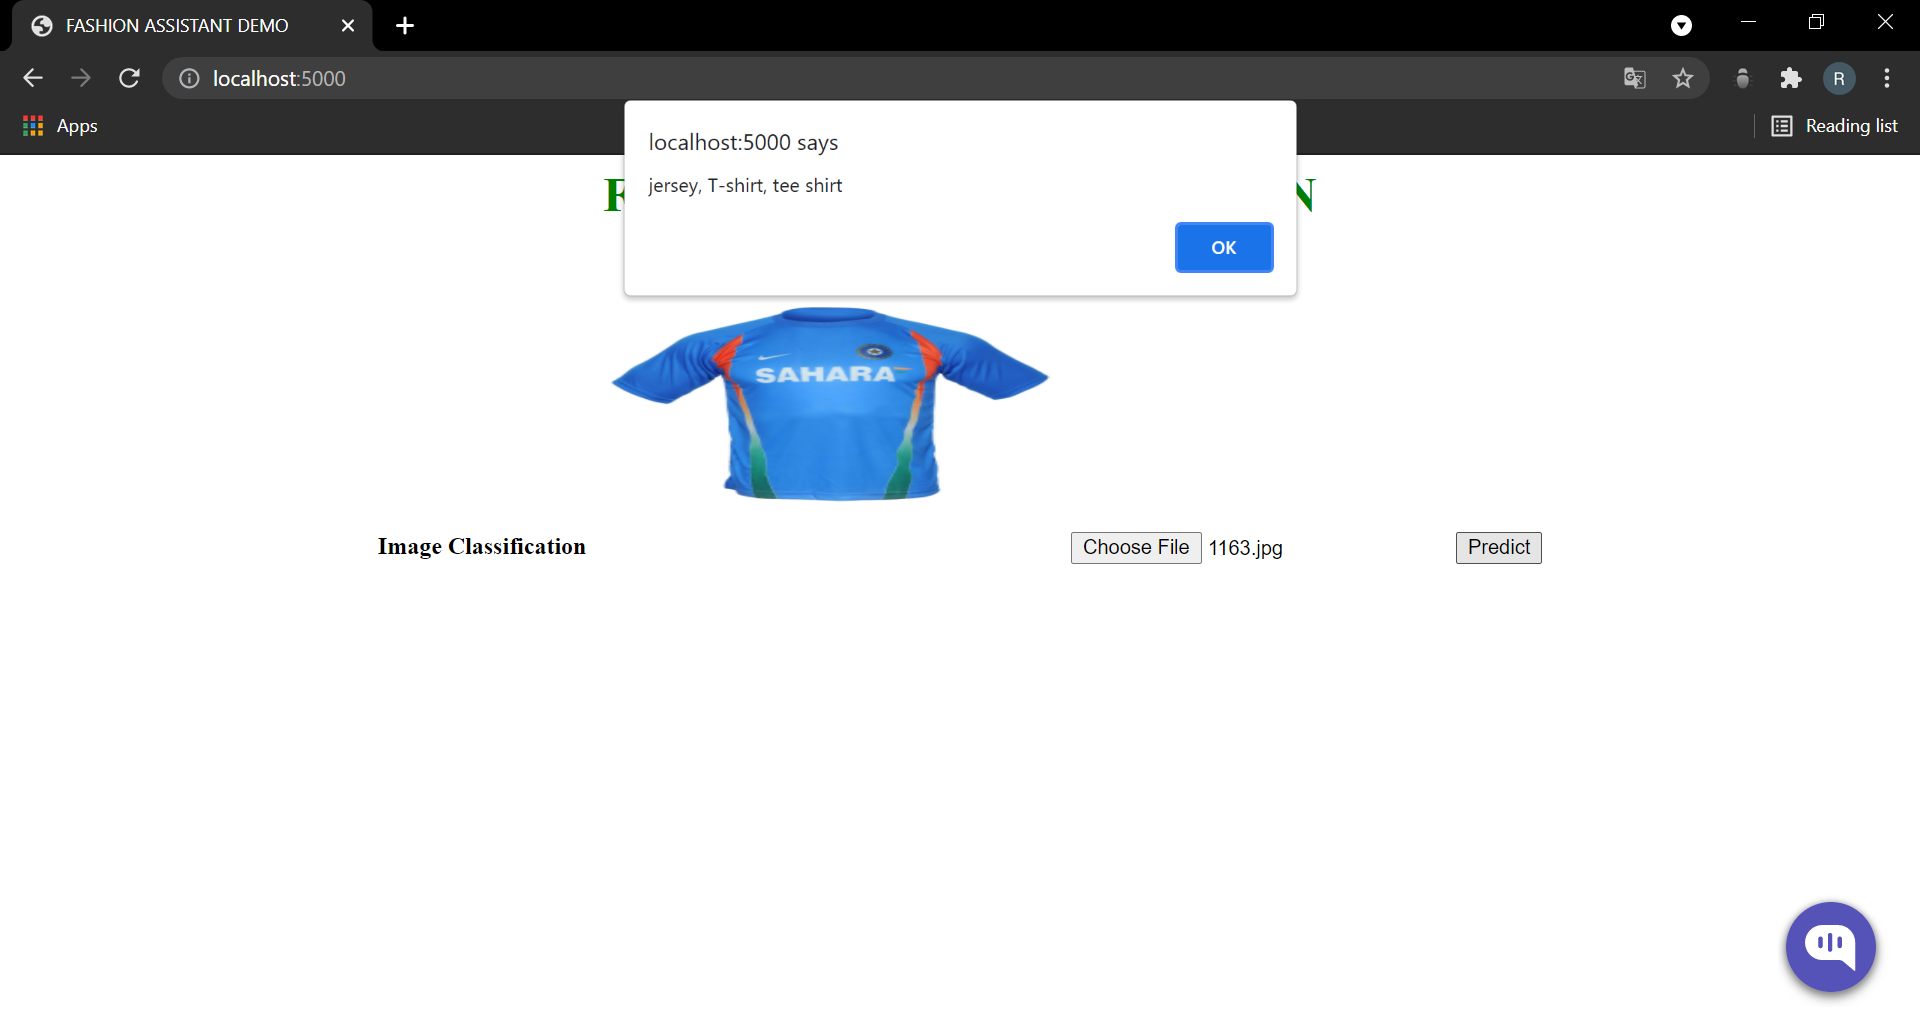 FASHION ASSISTANT DEMO
localhost:5000
R
Apps
Reading list
localhost:5000 says
jersey, T-shirt, tee shirt
OK
SAHARA
Image Classification
Choose File 1163.jpg
Predict